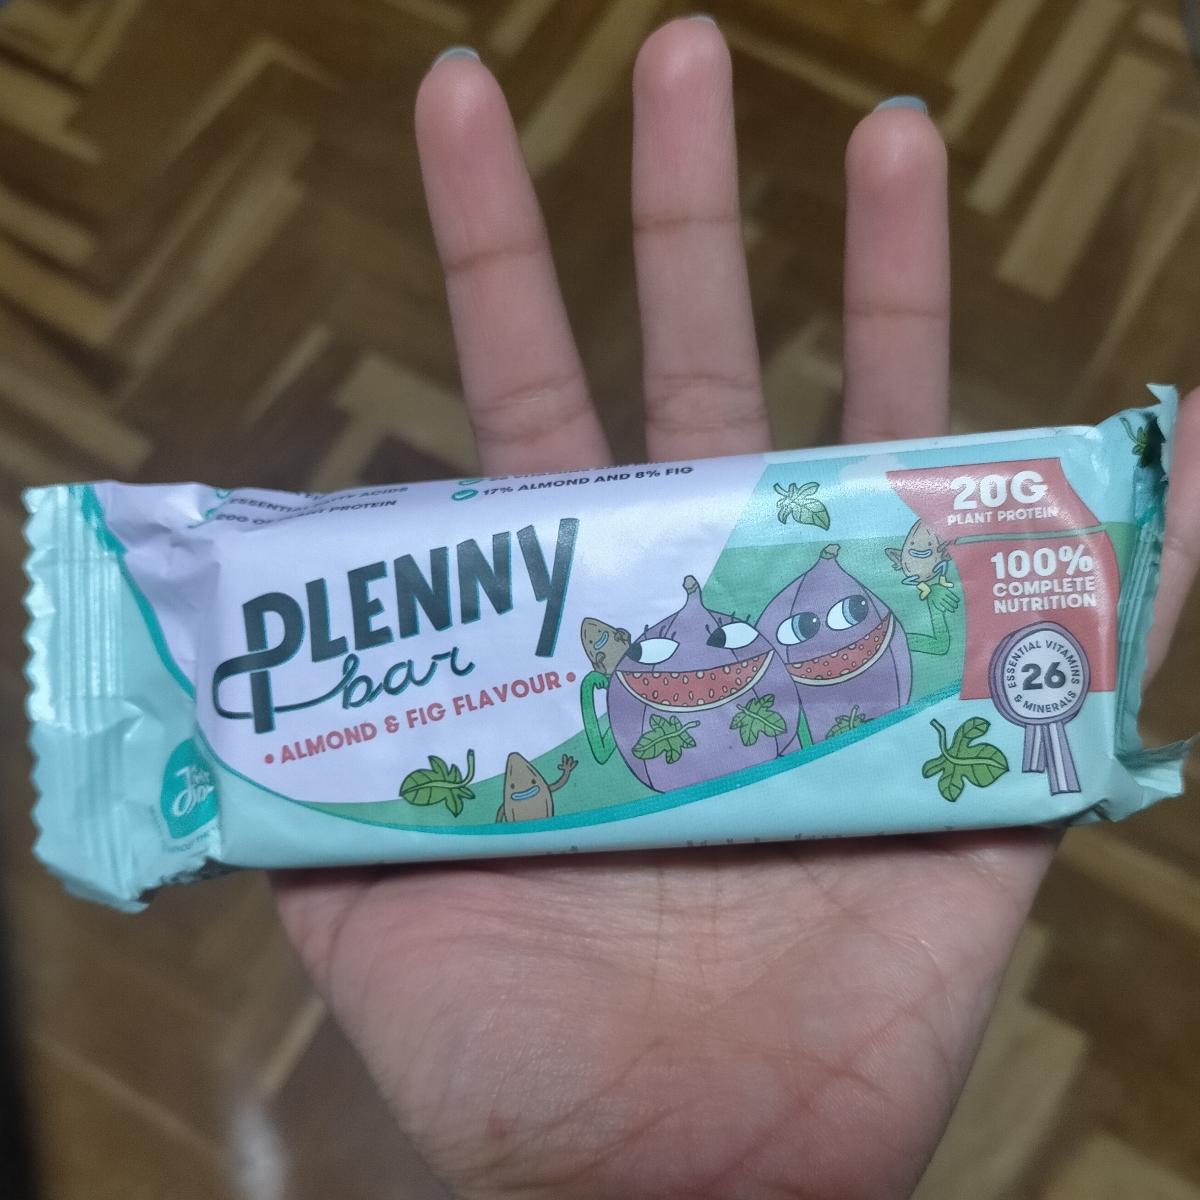 ESSENTIAL FATTY ACIDS
20G OF PLANT PROTEIN
17% ALMOND AND 8% FIG
PLENNY
bar
• ALMOND & FIG FLAVOUR •
20G
PLANT PROTEIN
100%
COMPLETE
NUTRITION
ESSENTIAL VITAMINS
26
& MINERALS